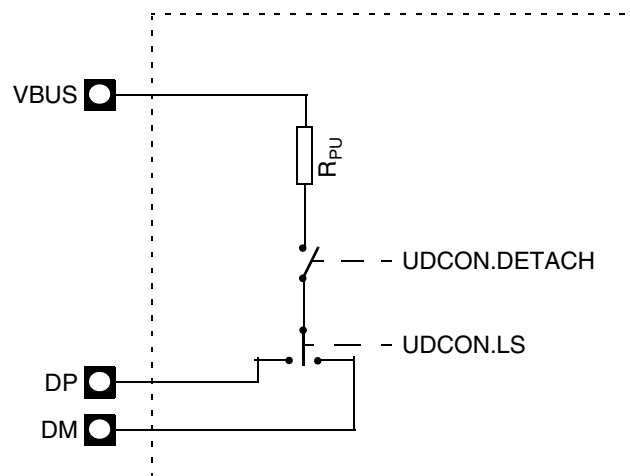 VBUS
RPU
UDCON.DETACH
UDCON.LS
DP
DM